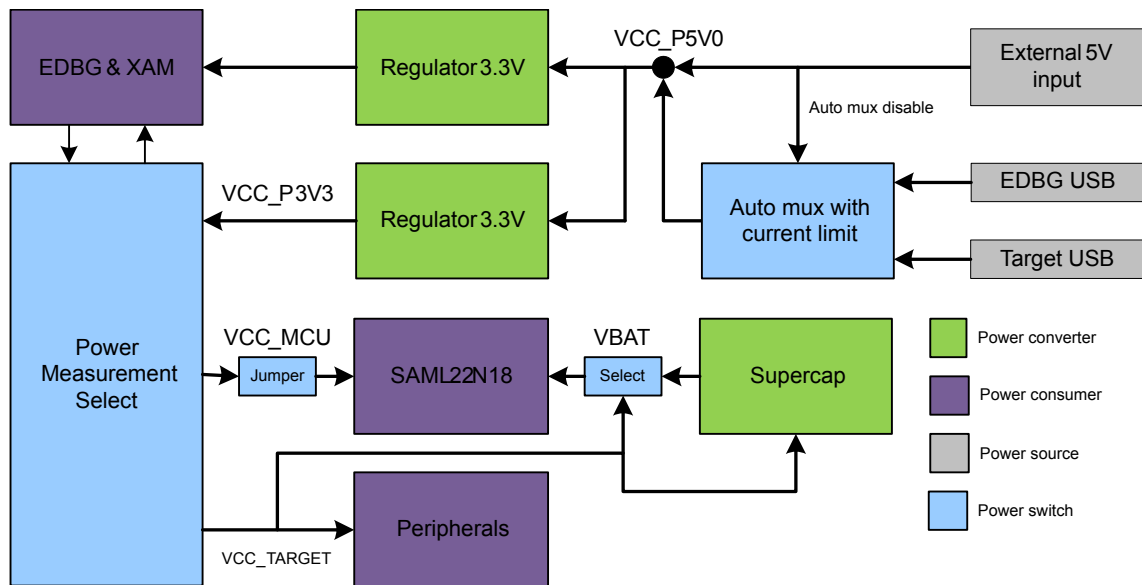 EDBG & XAM
Regulator 3.3V
VCC_P5V0
External 5V
input
Auto mux disable
VCC_P3V3
Regulator 3.3V
Auto mux with
current limit
EDBG USB
Target USB
Power
Measurement
Select
VCC_MCU
Jumper
SAML22N18
VBAT
Select
Supercap
VCC_TARGET
Peripherals
Power converter
Power consumer
Power source
Power switch